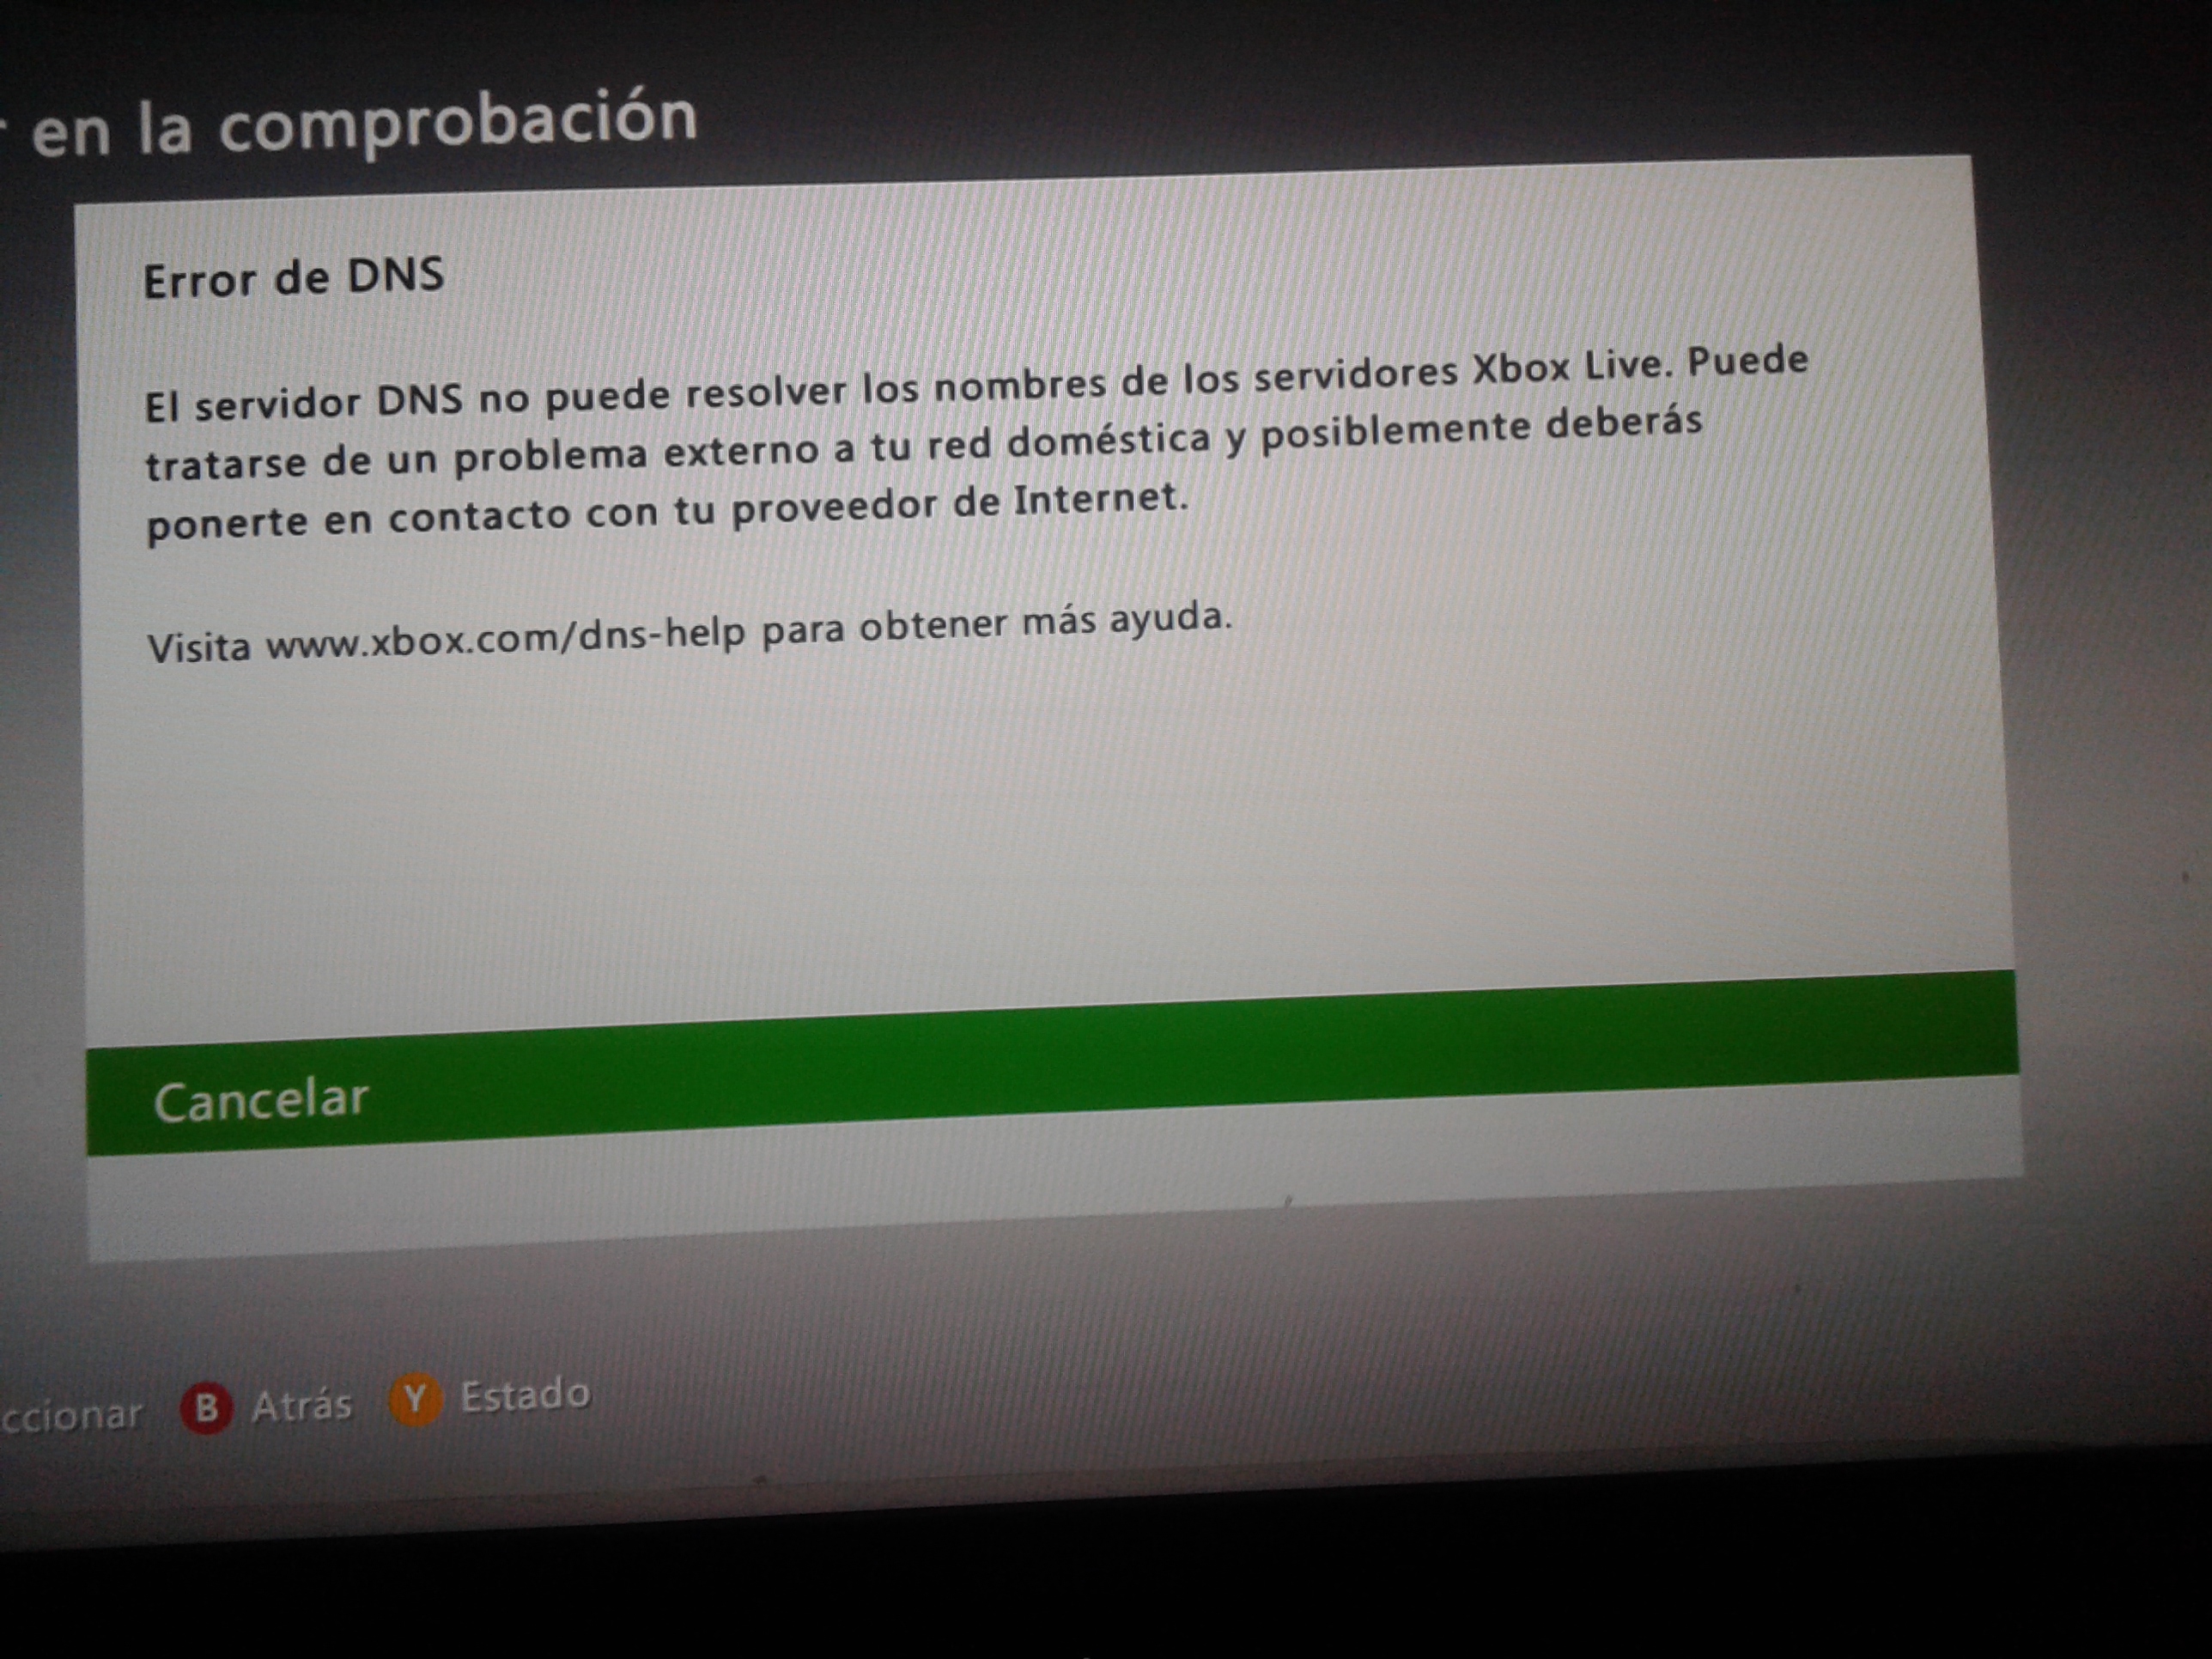 en la comprobación
Error de DNS
El servidor DNS no puede resolver los nombres de los servidores Xbox Live. Puede
tratarse de un problema externo a tu red doméstica y posiblemente deberás
ponerte en contacto con tu proveedor de Internet.
Visita www.xbox.com/dns-help para obtener más ayuda.
Cancelar
ccionar B Atrás Y Estado